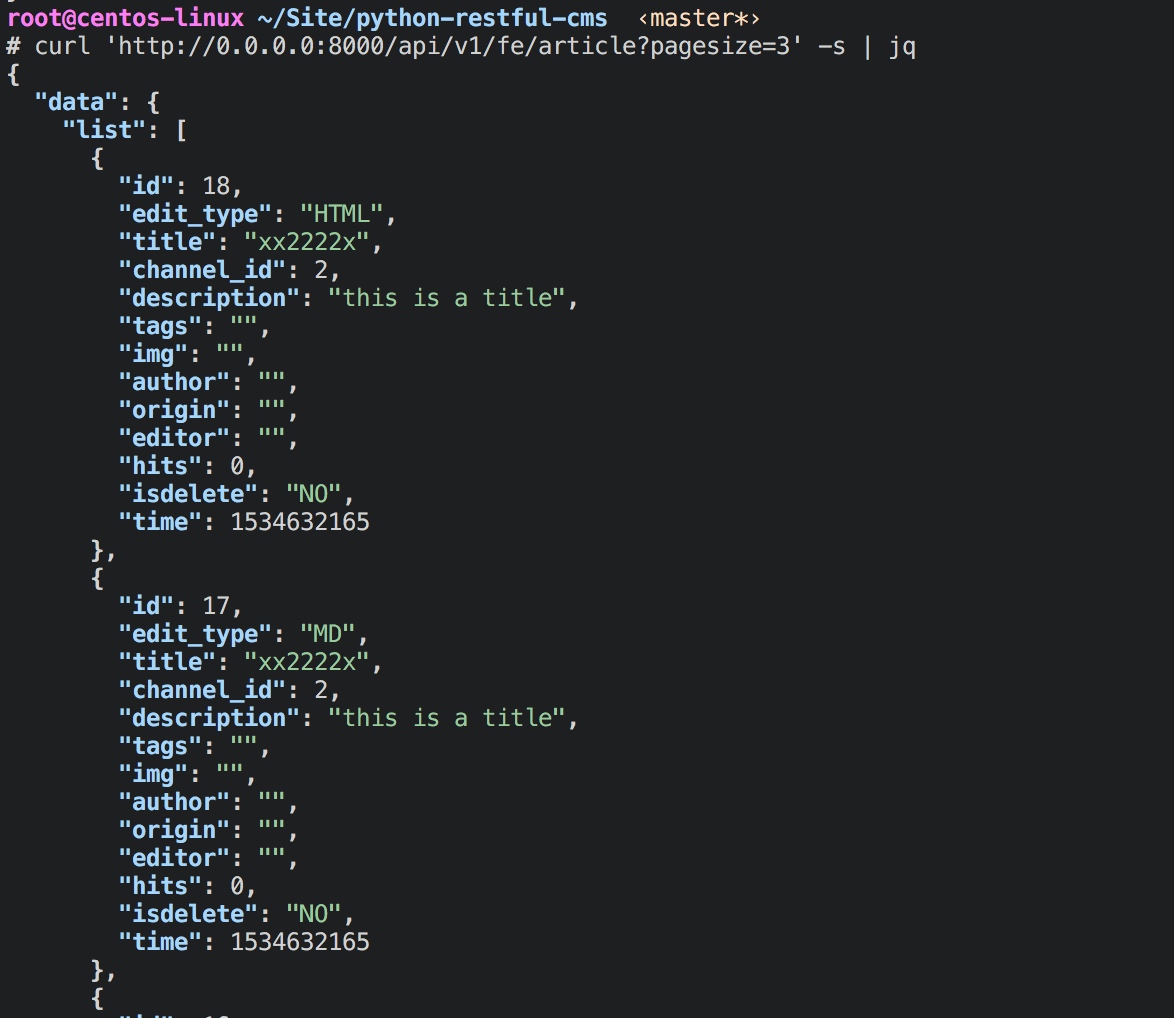 root@centos-linux ~/Site/python-restful-cms ‹master*›
# curl 'http://0.0.0.0:8000/api/v1/fe/article?pagesize=3' -s | jq
{
  "data": {
    "list": [
      {
        "id": 18,
        "edit_type": "HTML",
        "title": "xx2222x",
        "channel_id": 2,
        "description": "this is a title",
        "tags": "",
        "img": "",
        "author": "",
        "origin": "",
        "editor": "",
        "hits": 0,
        "isdelete": "NO",
        "time": 1534632165
      },
      {
        "id": 17,
        "edit_type": "MD",
        "title": "xx2222x",
        "channel_id": 2,
        "description": "this is a title",
        "tags": "",
        "img": "",
        "author": "",
        "origin": "",
        "editor": "",
        "hits": 0,
        "isdelete": "NO",
        "time": 1534632165
      },
      {